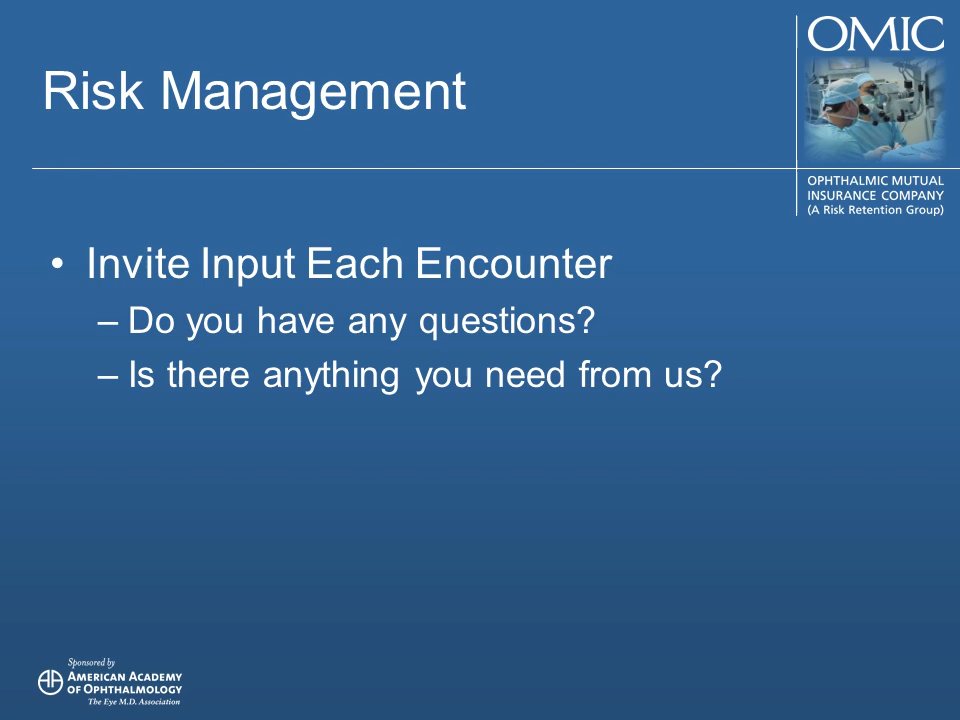 OMIC
Risk Management
OPHTHALMIC MUTUAL
INSURANCE COMPANY
(A Risk Retention Group)
• Invite Input Each Encounter
– Do you have any questions?
– Is there anything you need from us?
Sponsored by
AMERICAN ACADEMY
OF OPHTHALMOLOGY
The Eye M.D. Association